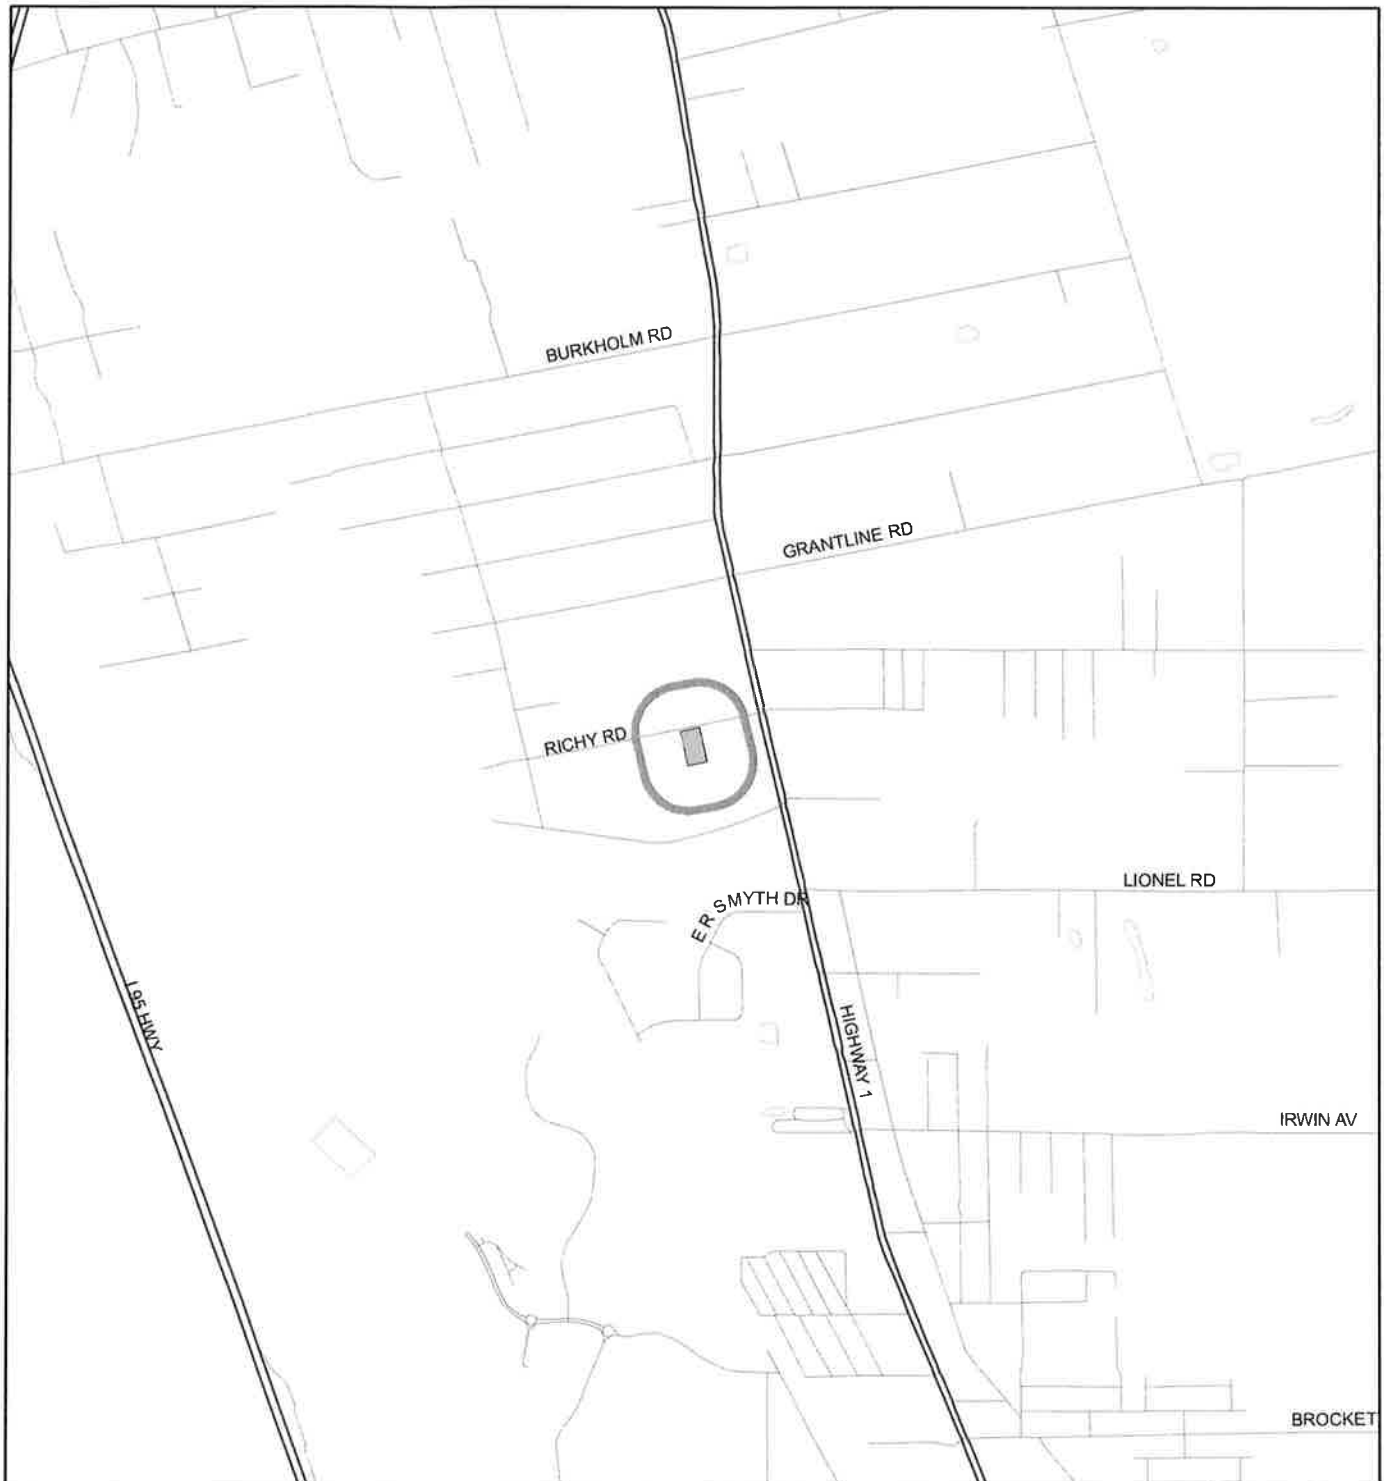 BURKHOLM RD
GRANTLINE RD
RICHY RD
LIONEL RD
E R SMYTH DR
I 95 HWY
HIGHWAY 1
IRWIN AV
BROCKET